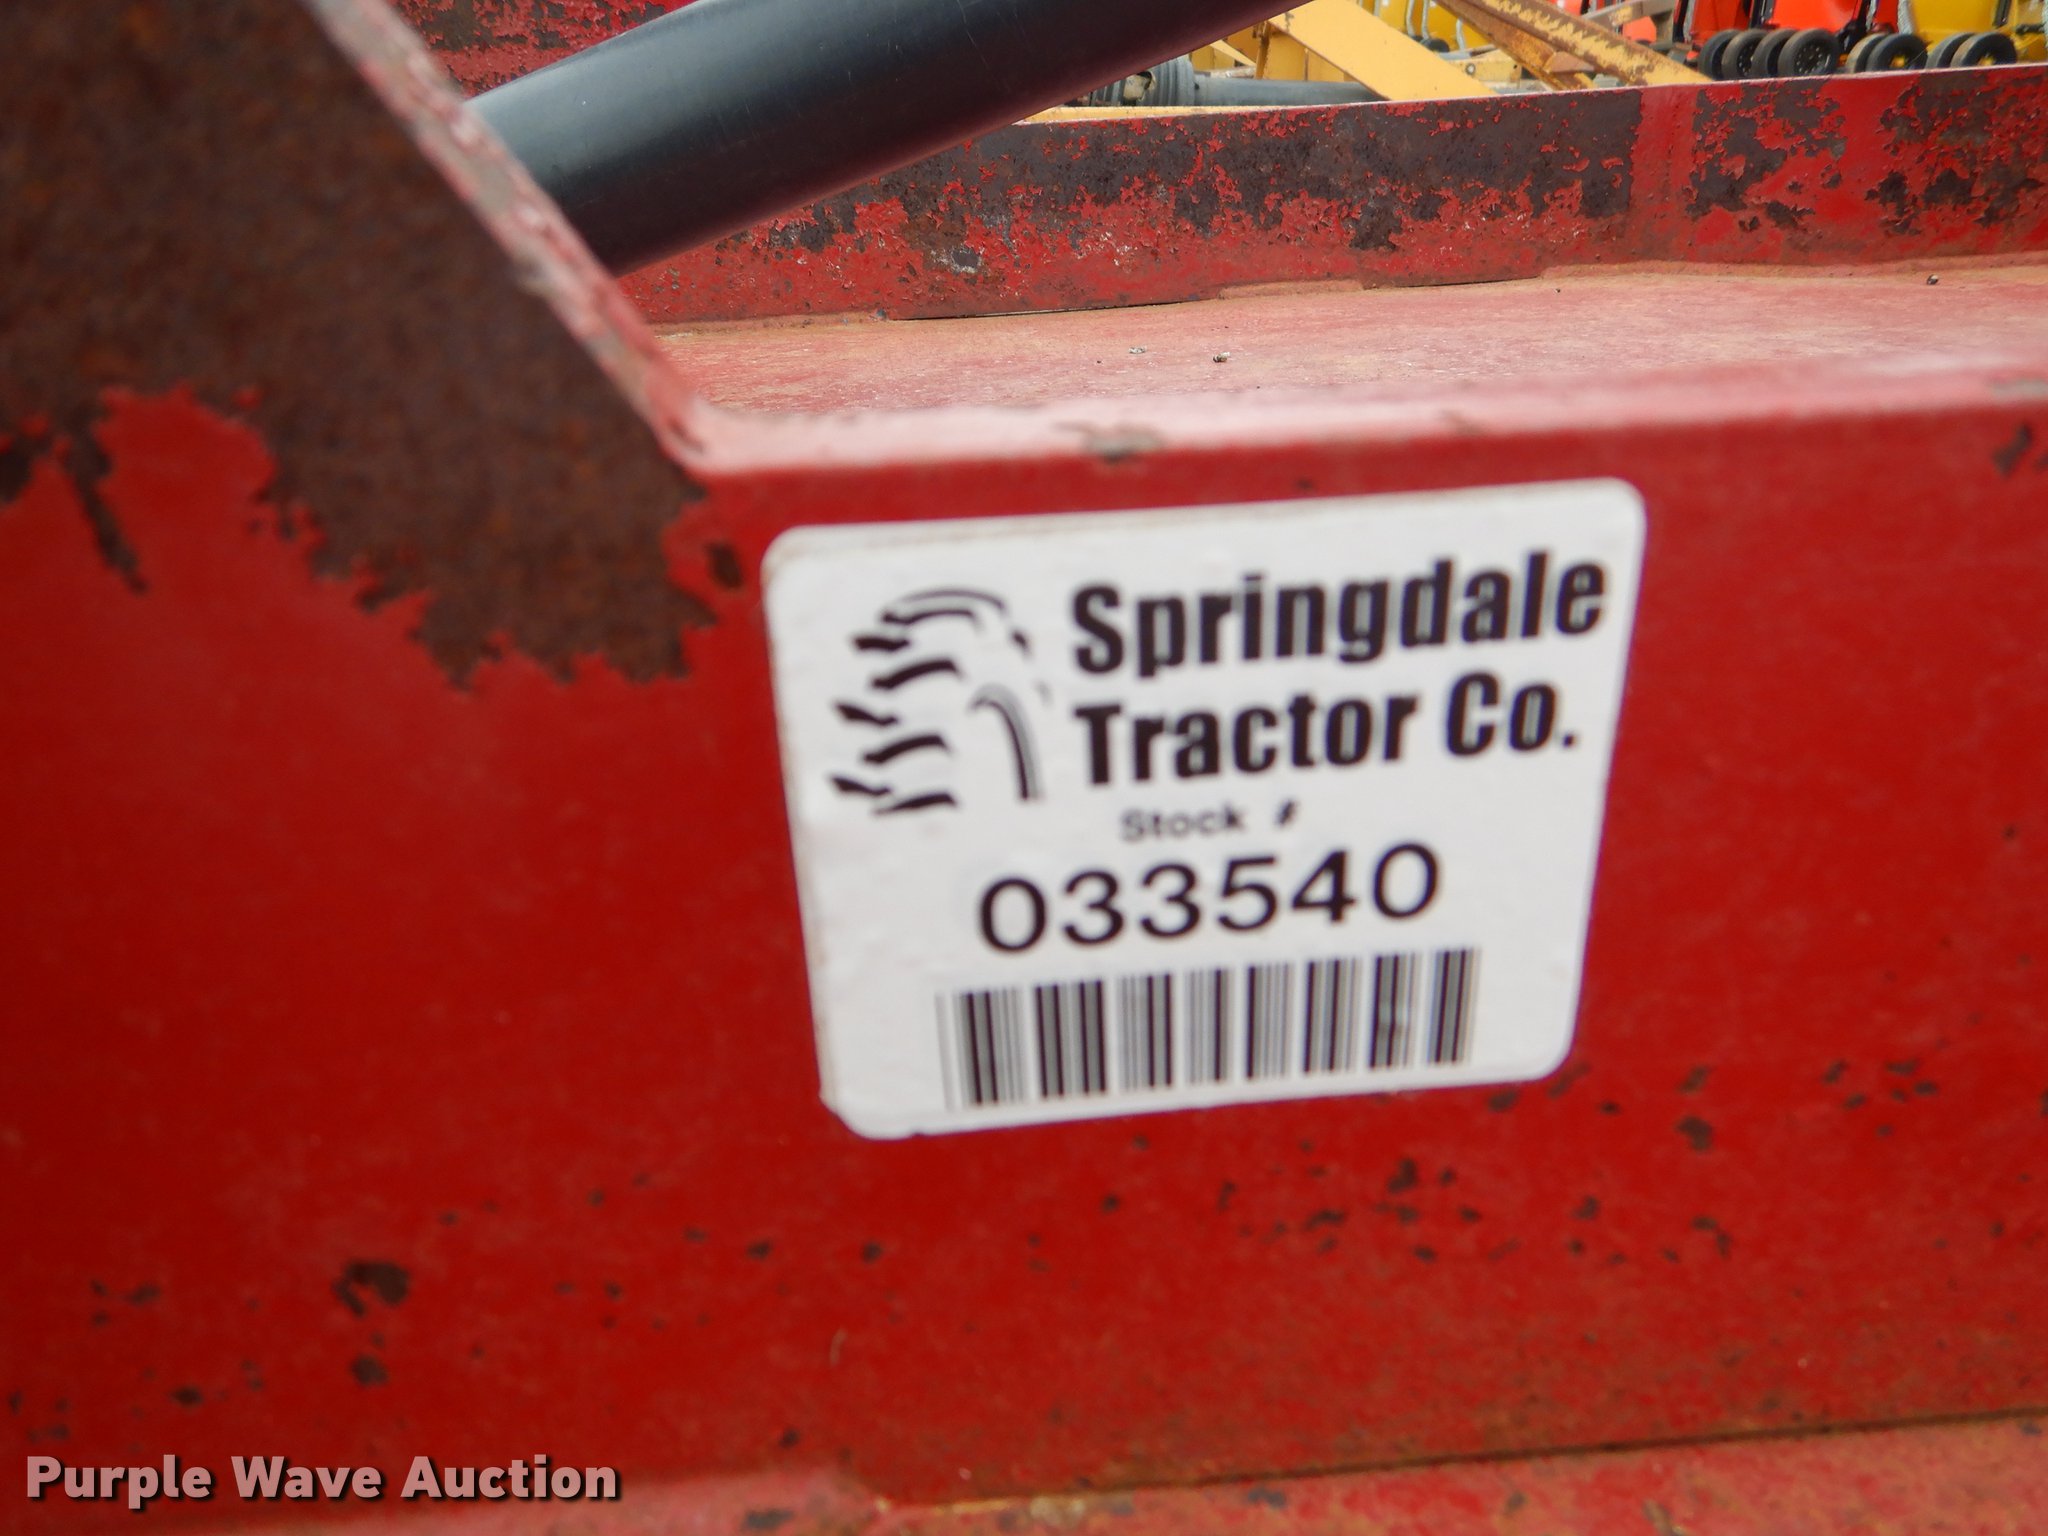 Springdale
Tractor Co.
Stock #
033540
Purple Wave Auction